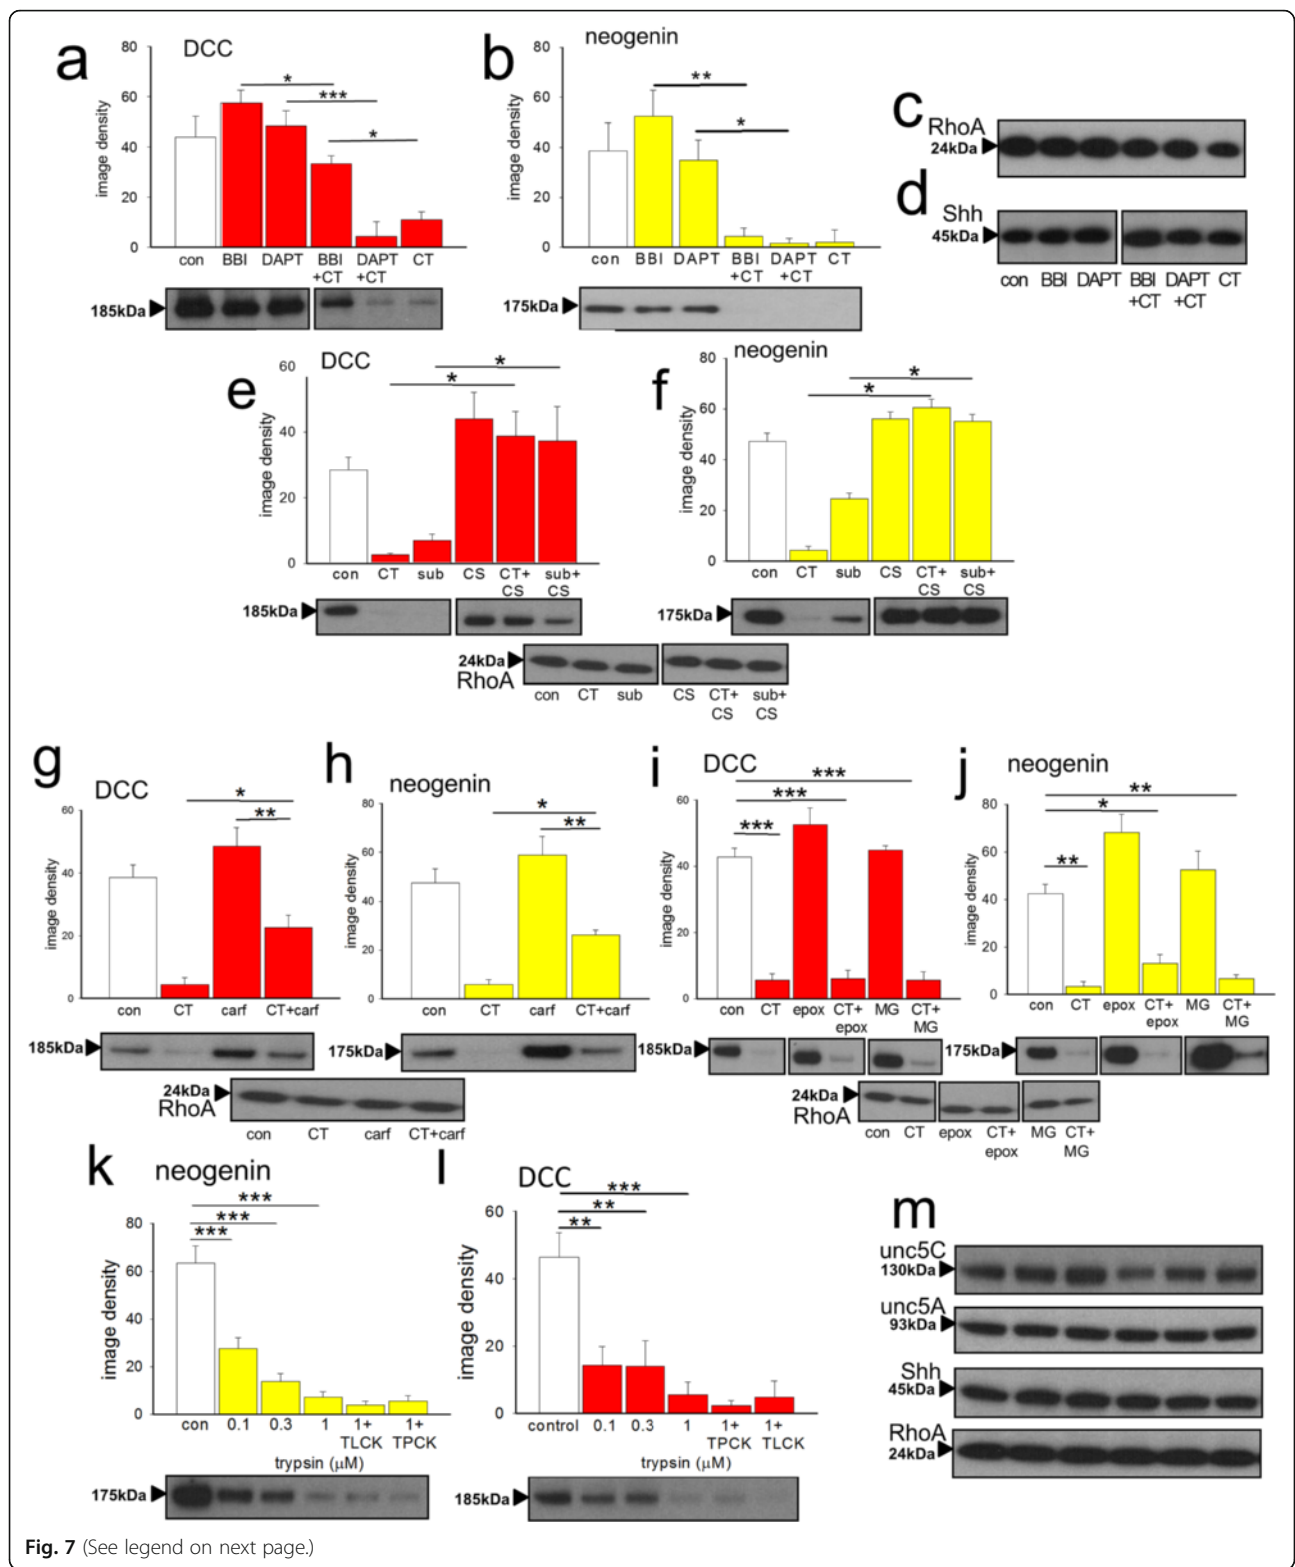 a
DCC
80
60
40
20
0
image density
*
***
*
con BBI DAPT BBI +CT DAPT +CT CT
185kDa
b
neogenin
80
60
40
20
0
image density
**
*
con BBI DAPT BBI +CT DAPT +CT CT
175kDa
c
RhoA
24kDa
d
Shh
45kDa
con BBI DAPT BBI +CT DAPT +CT CT
e
DCC
60
40
20
0
image density
*
*
con CT sub CS CT+ CS sub+ CS
185kDa
f
neogenin
80
60
40
20
0
image density
*
*
con CT sub CS CT+ CS sub+ CS
175kDa
24kDa
RhoA
con CT sub CS CT+ CS sub+ CS
g
DCC
60
40
20
0
image density
*
**
con CT carf CT+carf
185kDa
h
neogenin
80
60
40
20
0
image density
*
**
con CT carf CT+carf
175kDa
24kDa
RhoA
con CT carf CT+carf
i
DCC
60
40
20
0
image density
***
***
***
con CT epox CT+ epox MG CT+ MG
185kDa
j
neogenin
80
60
40
20
0
image density
**
*
**
con CT epox CT+ epox MG CT+ MG
175kDa
24kDa
RhoA
con CT epox CT+ epox MG CT+ MG
k
neogenin
80
60
40
20
0
image density
***
***
***
con 0.1 0.3 1 1+ TLCK 1+ TPCK
trypsin (µM)
175kDa
l
DCC
60
40
20
0
image density
***
**
**
control 0.1 0.3 1 1+ TPCK 1+ TLCK
trypsin (µM)
185kDa
m
unc5C
130kDa
unc5A
93kDa
Shh
45kDa
RhoA
24kDa
Fig. 7 (See legend on next page.)